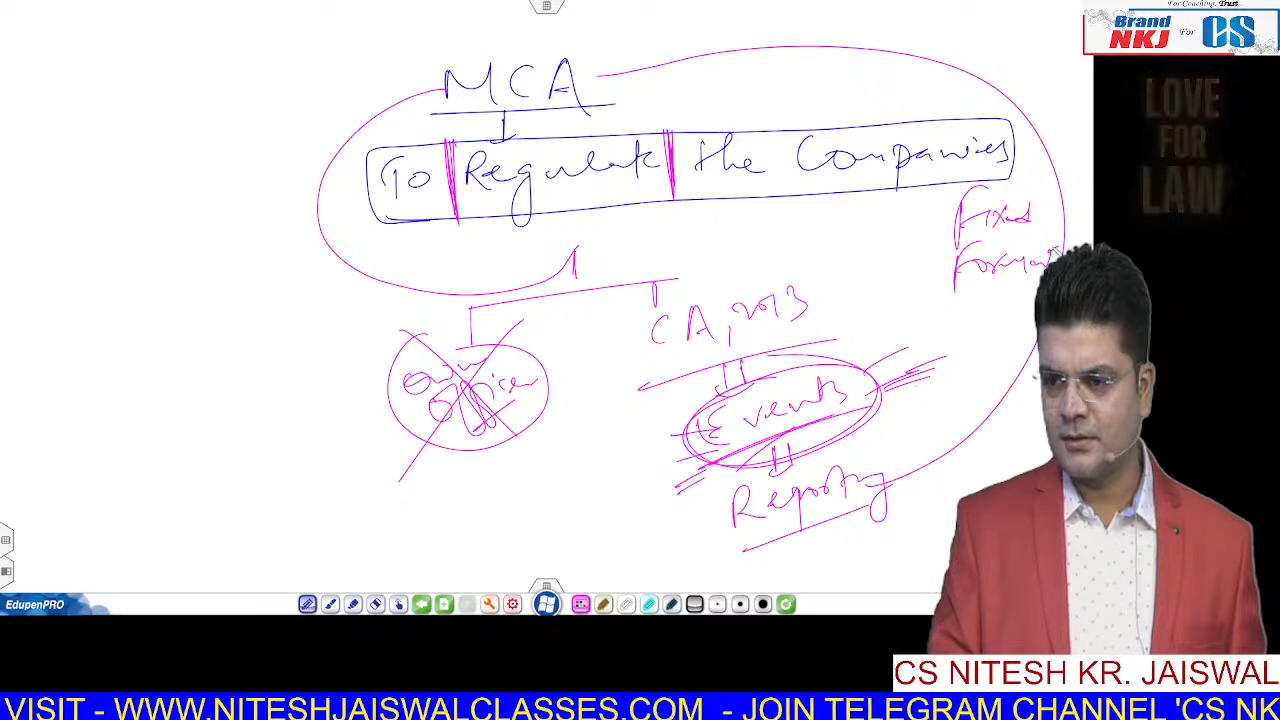 For Coaching, Trust
Brand
NKJ
For
CS
LOVE
FOR
LAW
MCA
To Regulate the Companies
Fixed
Format
CA, 2013
Events
Reporting
EdupenPRO
CS NITESH KR. JAISWAL
VISIT - WWW.NITESHJAISWALCLASSES.COM - JOIN TELEGRAM CHANNEL 'CS NK